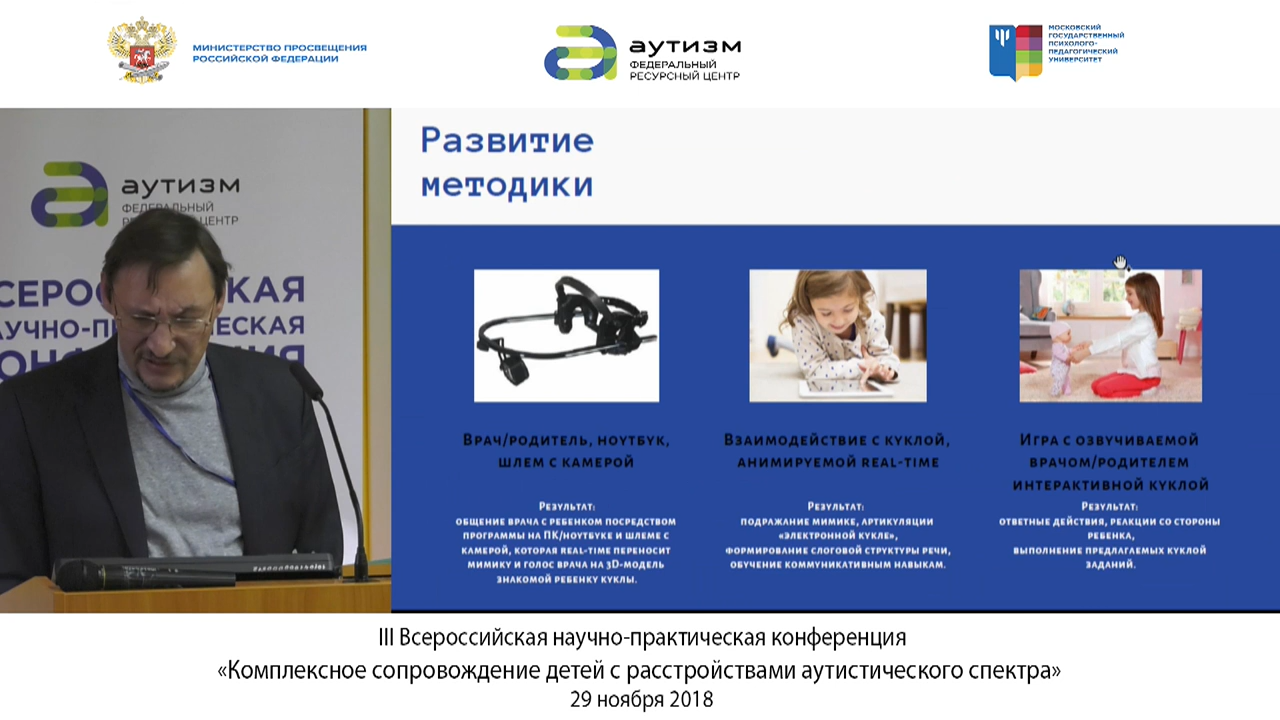 МИНИСТЕРСТВО ПРОСВЕЩЕНИЯ
РОССИЙСКОЙ ФЕДЕРАЦИИ
аутизм
ФЕДЕРАЛЬНЫЙ
РЕСУРСНЫЙ ЦЕНТР
МОСКОВСКИЙ
ГОСУДАРСТВЕННЫЙ
ПСИХОЛОГО-
ПЕДАГОГИЧЕСКИЙ
УНИВЕРСИТЕТ
аутизм
ФЕДЕРАЛЬНЫЙ
ЦЕНТР
Развитие
методики
Врач/родитель, ноутбук,
шлем с камерой
Результат:
общение врача с ребенком посредством
программы на ПК/ноутбуке и шлеме с
камерой, которая real-time переносит
мимику и голос врача на 3D-модель
знакомой ребенку куклы.
Взаимодействие с куклой,
анимируемой real-time
Результат:
подражание мимике, артикуляции
«электронной кукле»,
формирование слоговой структуры речи,
обучение коммуникативным навыкам.
Игра с озвучиваемой
врачом/родителем
интерактивной куклой
Результат:
ответные действия, реакции со стороны
ребенка,
выполнение предлагаемых куклой
заданий.
III Всероссийская научно-практическая конференция
«Комплексное сопровождение детей с расстройствами аутистического спектра»
29 ноября 2018